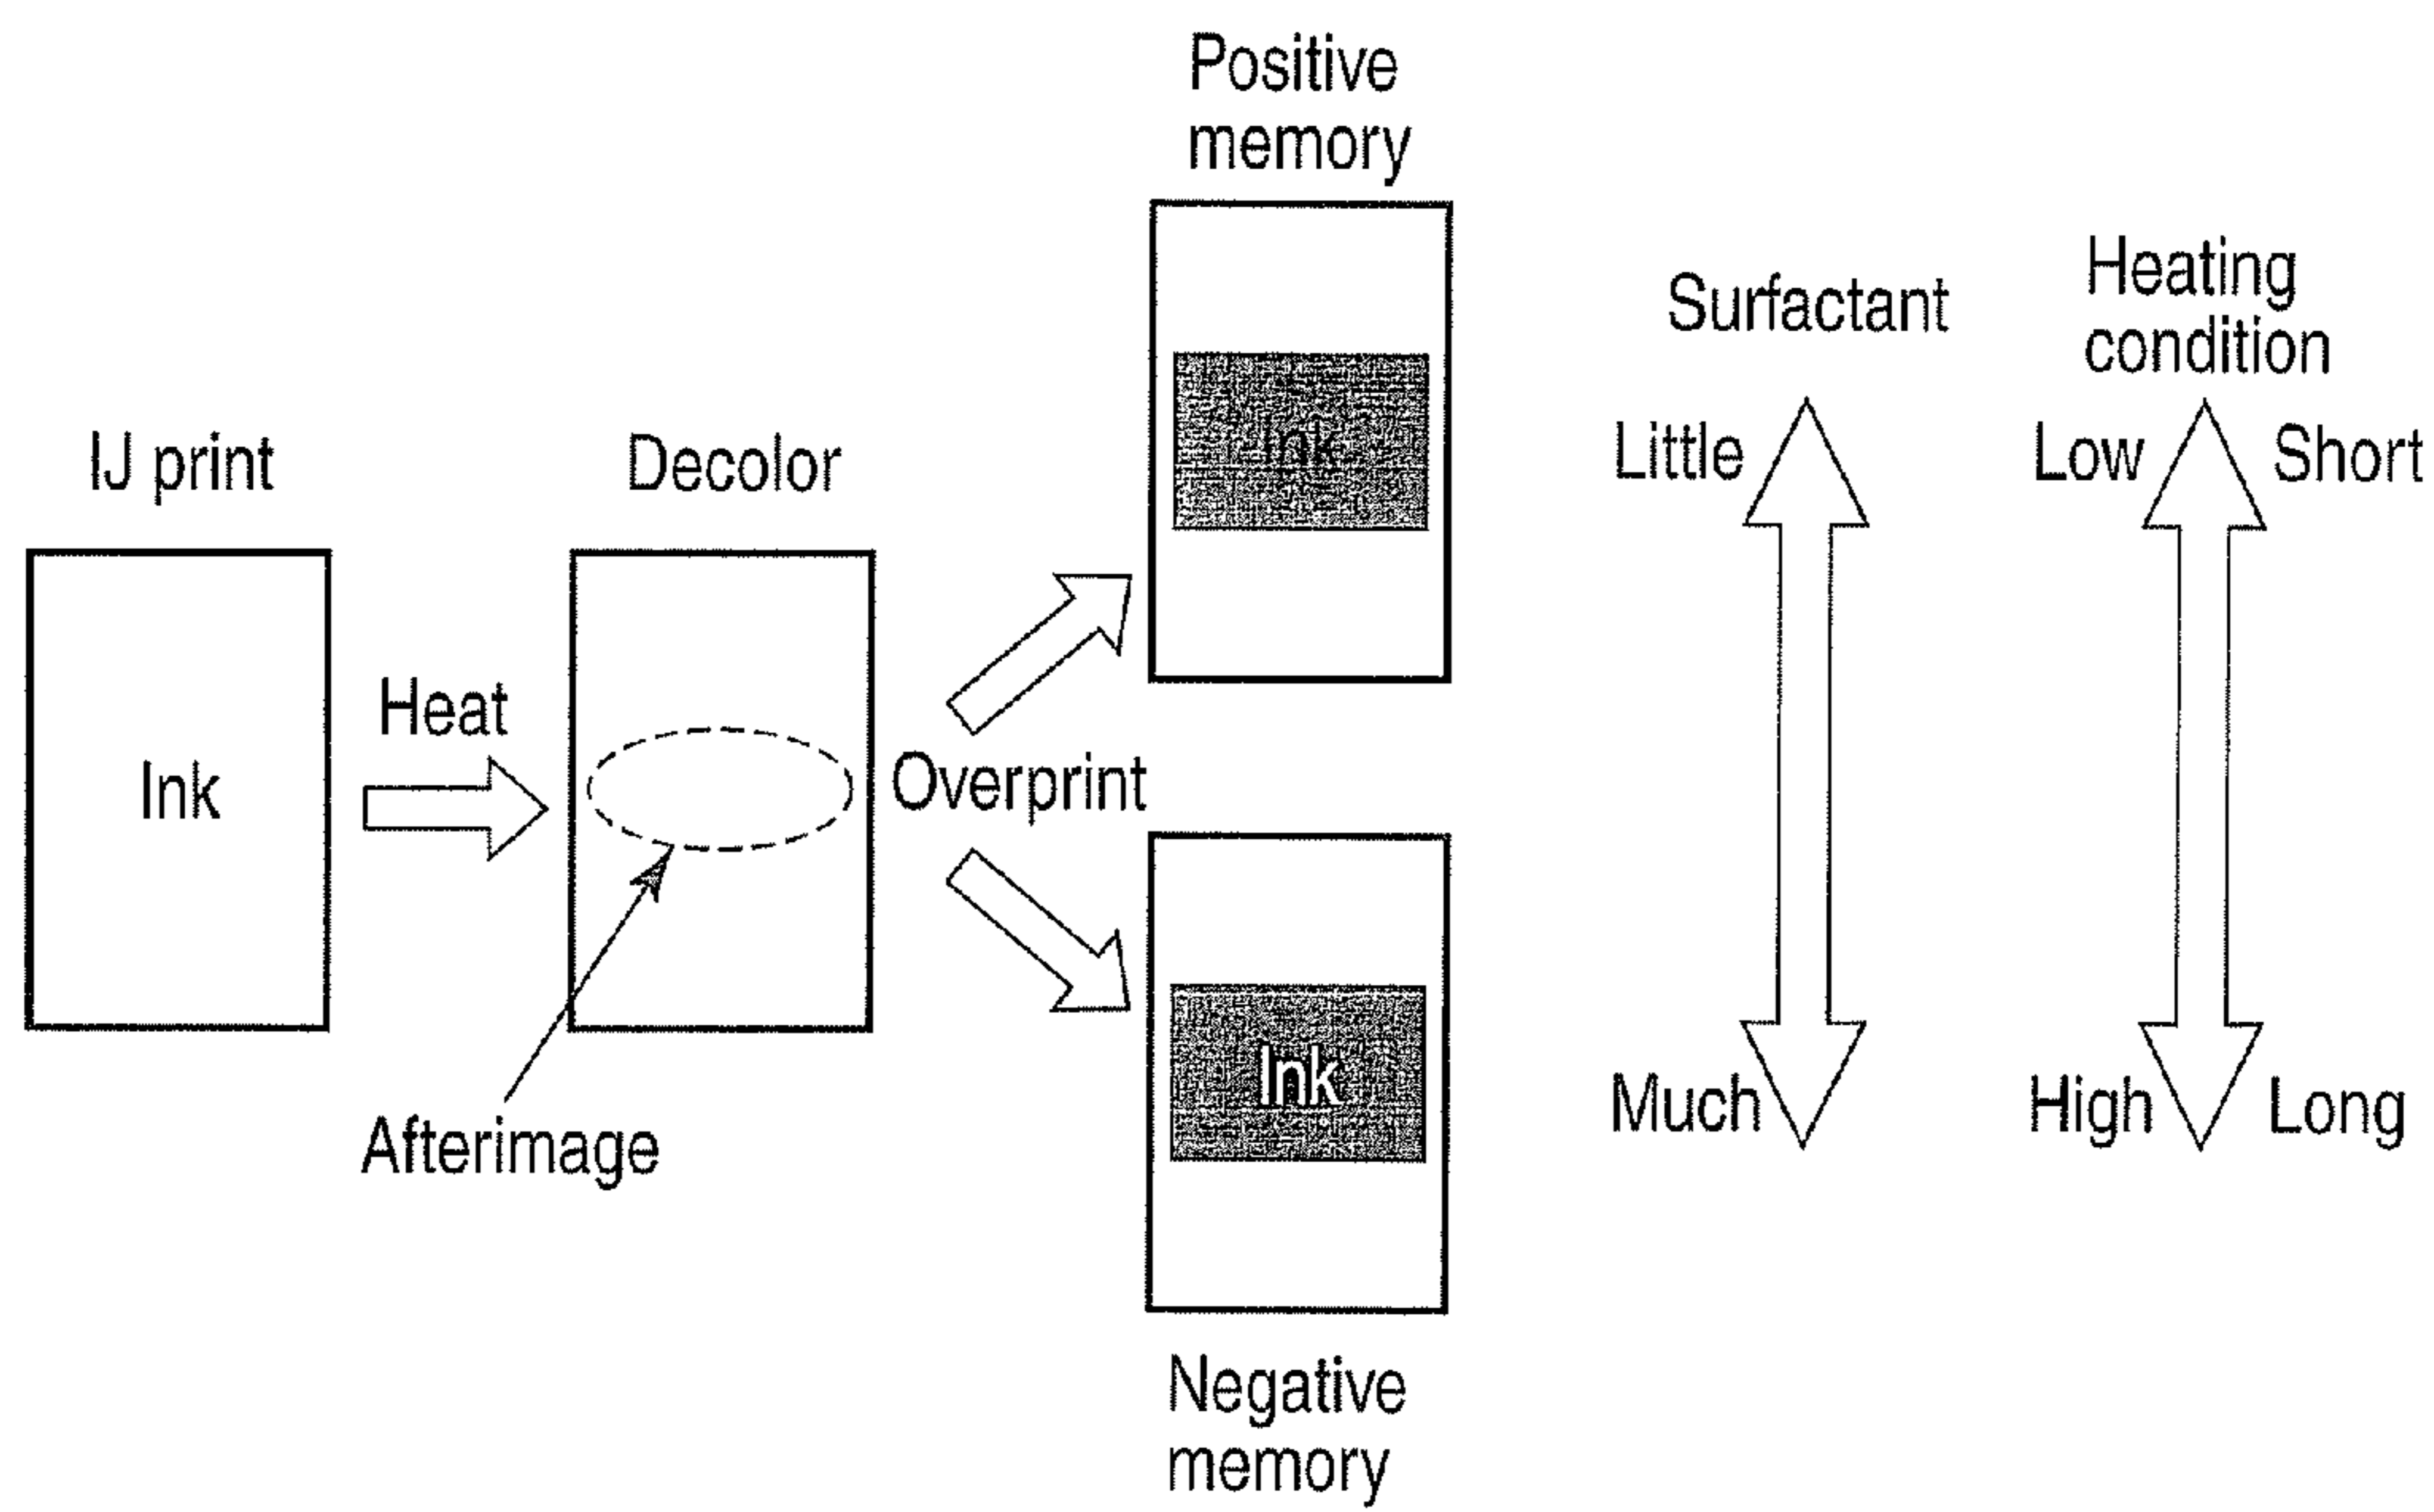 Positive
memory
Ink
Surfactant
Heating
condition
Little
Low
Short
IJ print
Decolor
Ink
Heat
Overprint
Afterimage
Ink
Much
High
Long
Negative
memory